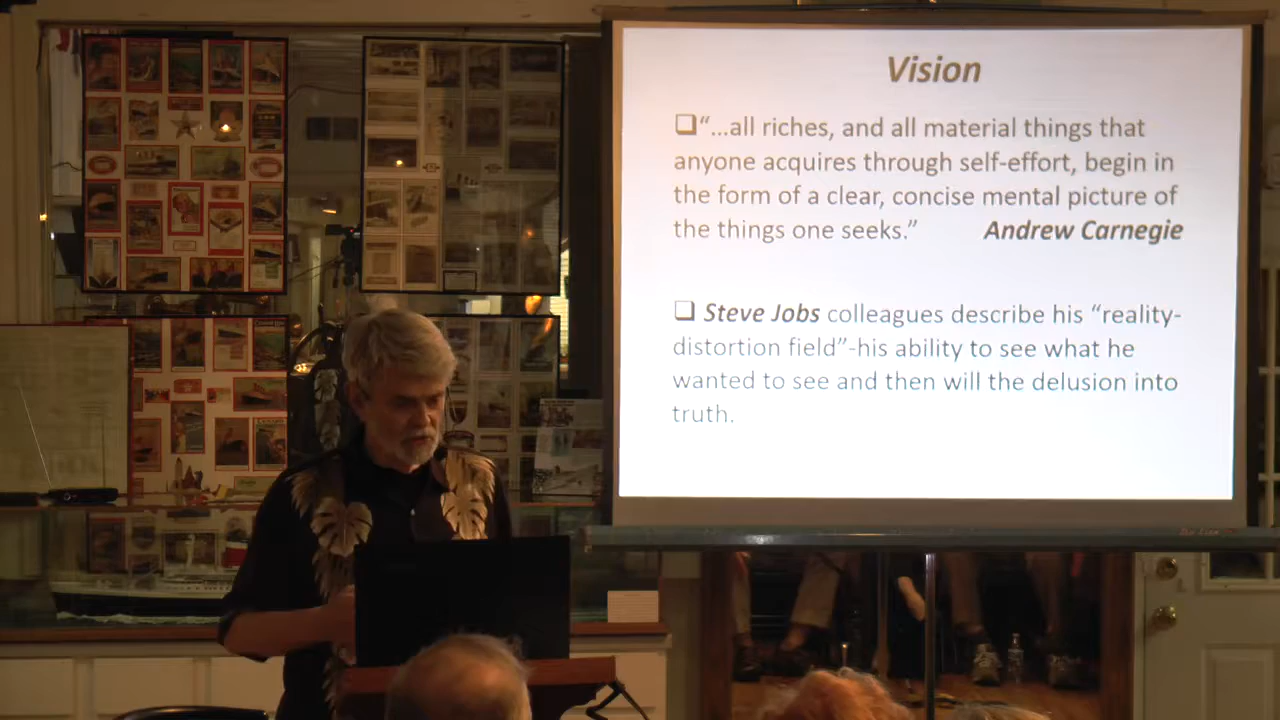 Vision
❑“...all riches, and all material things that
anyone acquires through self-effort, begin in
the form of a clear, concise mental picture of
the things one seeks.” Andrew Carnegie
❑ Steve Jobs colleagues describe his “reality-
distortion field”-his ability to see what he
wanted to see and then will the delusion into
truth.